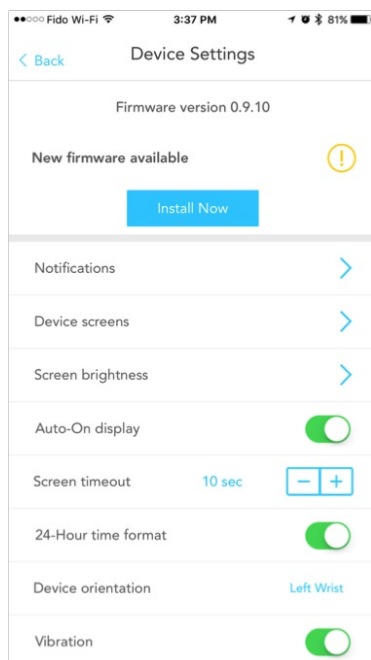 Fido Wi-Fi 3:37 PM 81%
Back Device Settings
Firmware version 0.9.10
New firmware available
Install Now
Notifications
Device screens
Screen brightness
Auto-On display
Screen timeout 10 sec − +
24-Hour time format
Device orientation Left Wrist
Vibration